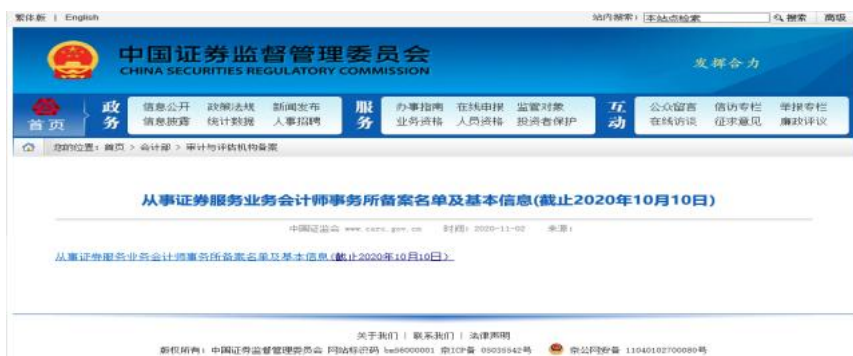 繁体版 | English
站内搜索: 本站点检索 搜索 高级
中国证券监督管理委员会
CHINA SECURITIES REGULATORY COMMISSION
发挥合力
首页
政务
信息公开 政策法规 新闻发布
信息披露 统计数据 人事招聘
服务
办事指南 在线申报 监管对象
业务资格 人员资格 投资者保护
互动
公众留言 信访专栏 举报专栏
在线访谈 征求意见 廉政评议
您的位置: 首页 > 会计部 > 审计与评估机构备案
从事证券服务业务会计师事务所备案名单及基本信息(截止2020年10月10日)
中国证监会 www.csrc.gov.cn 时间: 2020-11-02 来源:
从事证券服务业务会计师事务所备案名单及基本信息(截止2020年10月10日)
关于我们 | 联系我们 | 法律声明
版权所有: 中国证券监督管理委员会 网站标识码 bm56000001 京ICP备 05035542号 京公网安备 11040102700080号